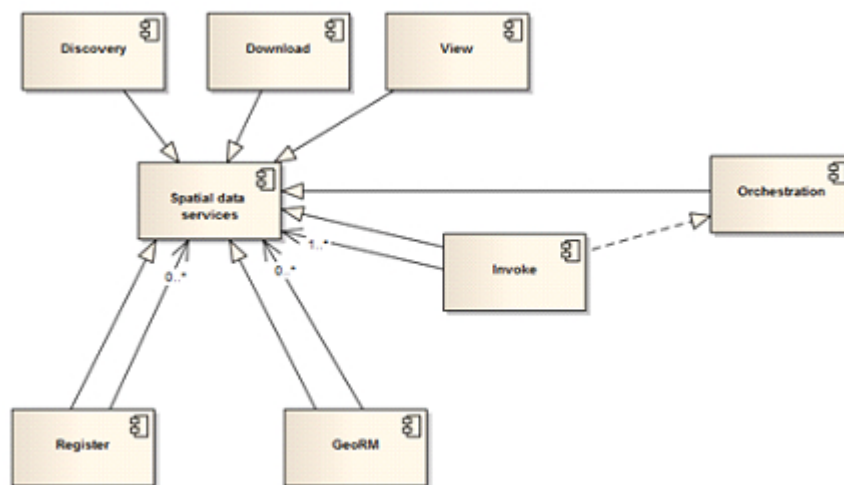 Discovery
Download
View
Spatial data
services
Orchestration
1..*
Invoke
0..*
0..*
Register
GeoRM